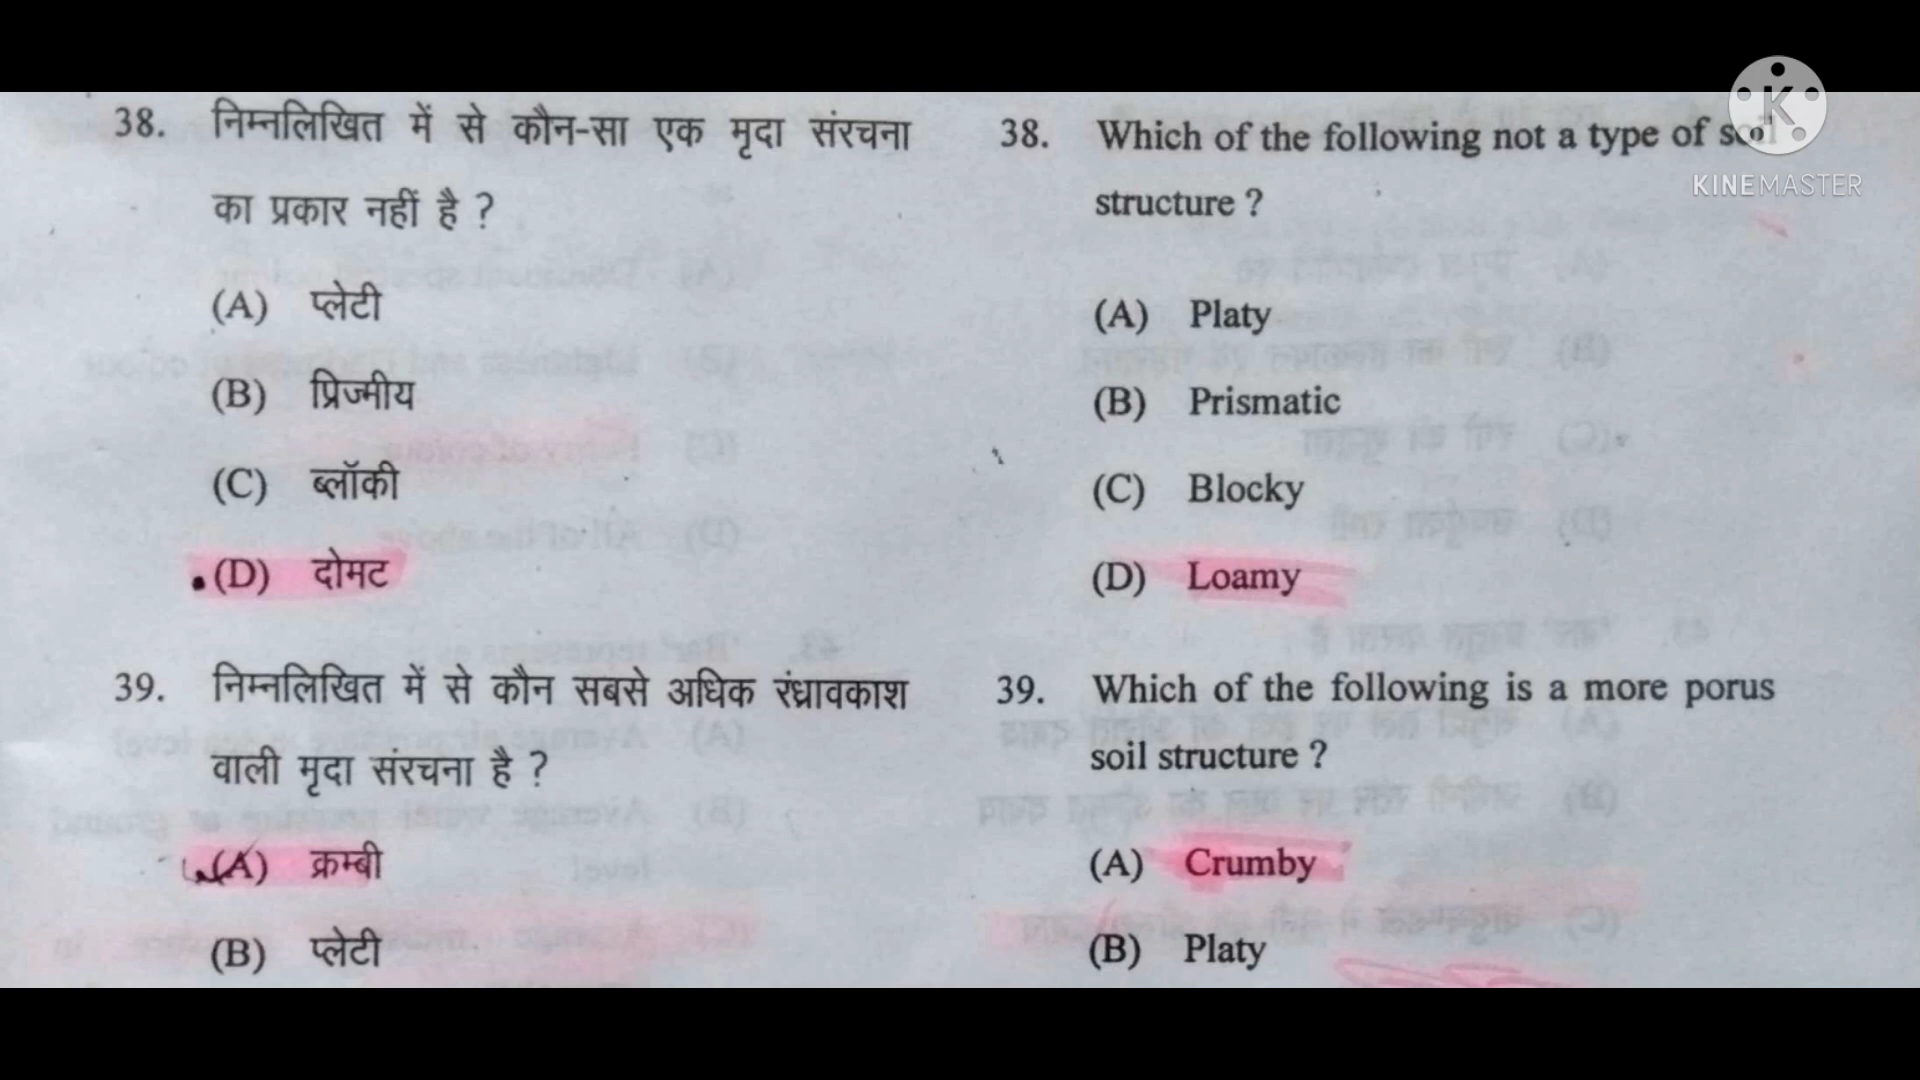 38. निम्नलिखित में से कौन-सा एक मृदा संरचना
का प्रकार नहीं है ?
(A) प्लेटी
(B) प्रिज्मीय
(C) ब्लॉकी
(D) दोमट
39. निम्नलिखित में से कौन सबसे अधिक रंध्रावकाश
वाली मृदा संरचना है ?
(A) क्रम्बी
(B) प्लेटी
38. Which of the following not a type of soil
structure ?
(A) Platy
(B) Prismatic
(C) Blocky
(D) Loamy
39. Which of the following is a more porus
soil structure ?
(A) Crumby
(B) Platy
K
KINEMASTER